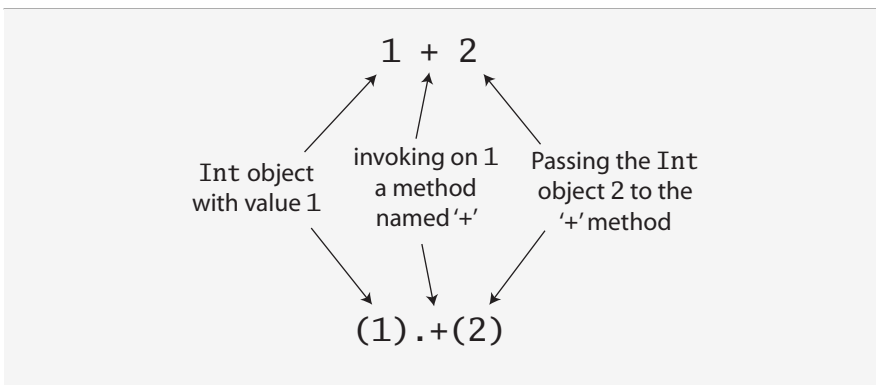 1 + 2
Int object
with value 1
invoking on 1
a method
named ‘+’
Passing the Int
object 2 to the
‘+’ method
(1).+(2)